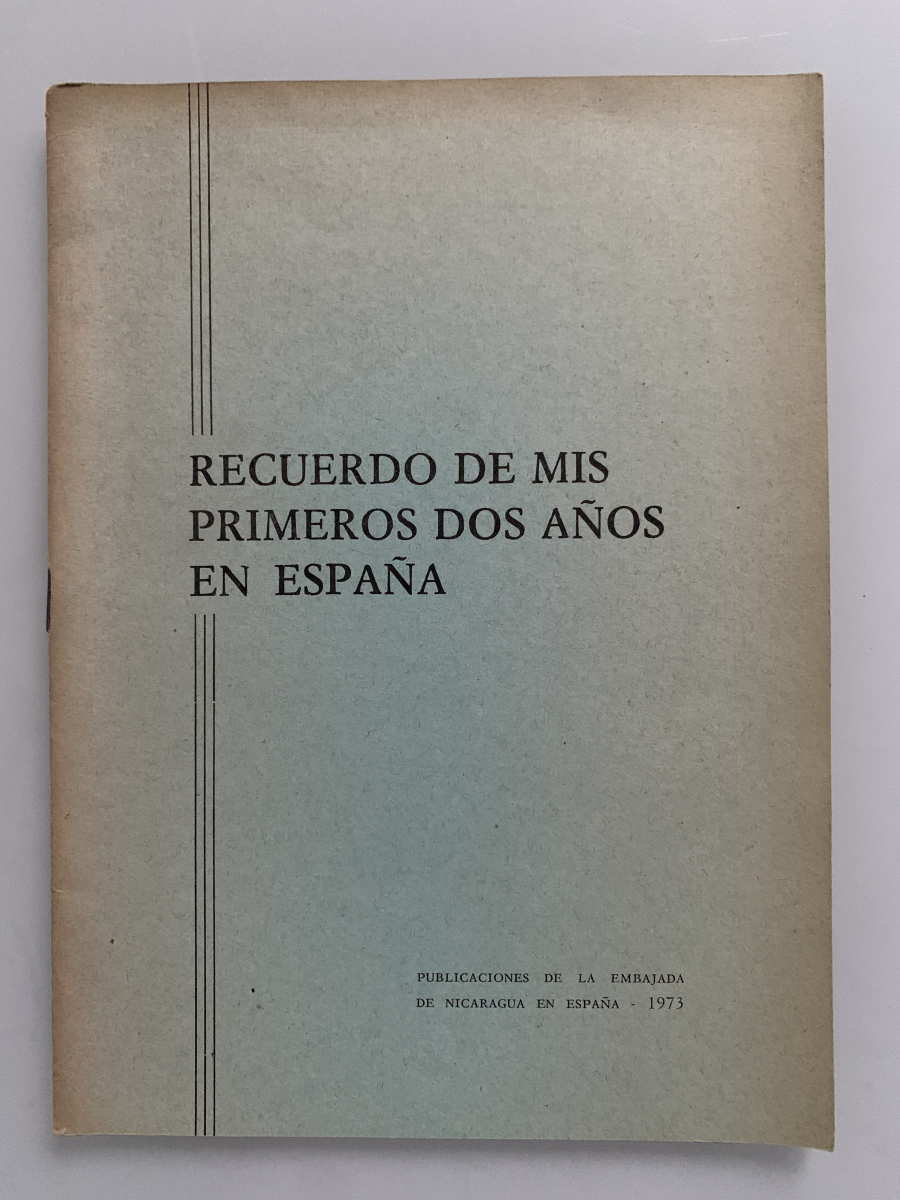 RECUERDO DE MIS
PRIMEROS DOS AÑOS
EN ESPAÑA
PUBLICACIONES DE LA EMBAJADA
DE NICARAGUA EN ESPAÑA - 1973